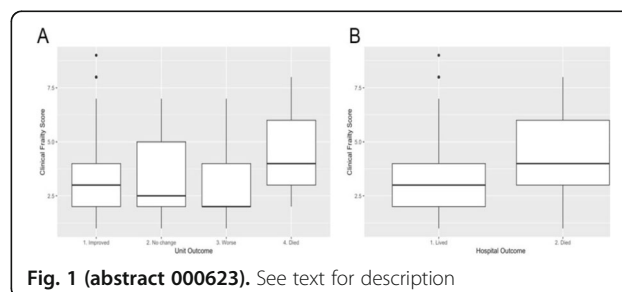 A
B
Clinical Frailty Score
7.5
5.0
2.5
1. Improved
2. No change
3. Worse
4. Died
Unit Outcome
Clinical Frailty Score
7.5
5.0
2.5
1. Lived
2. Died
Hospital Outcome
Fig. 1 (abstract 000623). See text for description